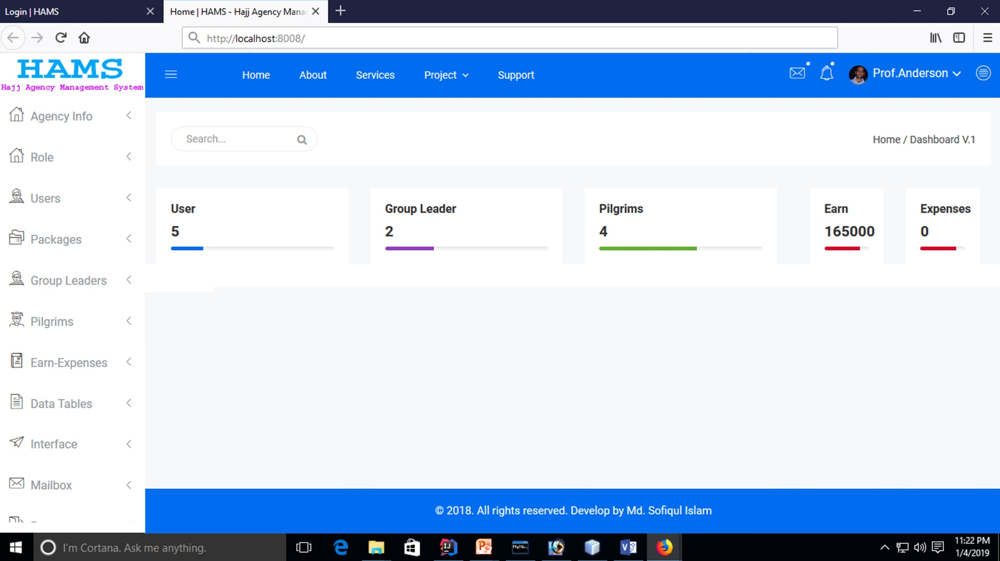 Login | HAMS
Home | HAMS - Hajj Agency Mana
http://localhost:8008/
HAMS
Hajj Agency Management System
Home About Services Project Support
Prof.Anderson
Agency Info
Role
Users
Packages
Group Leaders
Pilgrims
Earn-Expenses
Data Tables
Interface
Mailbox
Search...
Home / Dashboard V.1
User
5
Group Leader
2
Pilgrims
4
Earn
165000
Expenses
0
© 2018. All rights reserved. Develop by Md. Sofiqul Islam
I'm Cortana. Ask me anything.
11:22 PM
1/4/2019